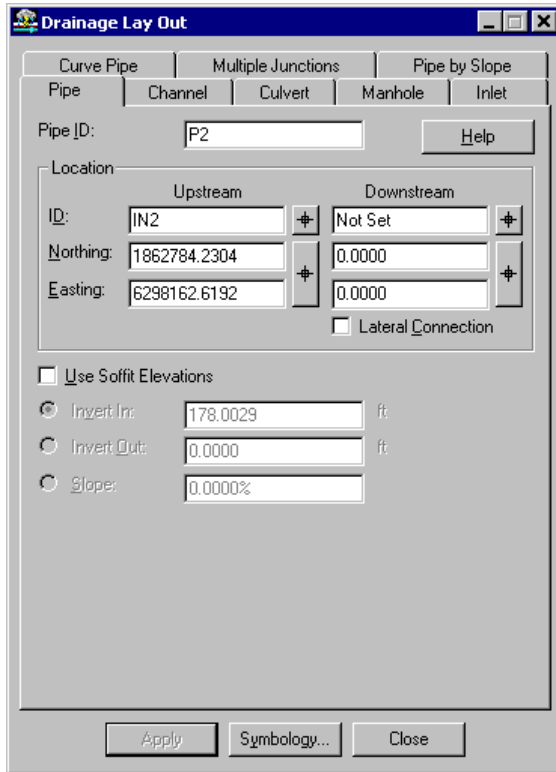 Drainage Lay Out
Curve Pipe Multiple Junctions Pipe by Slope
Pipe Channel Culvert Manhole Inlet
Pipe ID: P2 Help
Location
Upstream Downstream
ID: IN2 Not Set
Northing: 1862784.2304 0.0000
Easting: 6298162.6192 0.0000
Lateral Connection
Use Soffit Elevations
Invert In: 178.0029 ft
Invert Out: 0.0000 ft
Slope: 0.0000%
Apply Symbology... Close